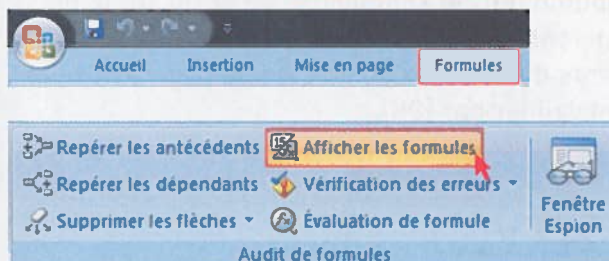 Accueil Insertion Mise en page Formules
Repérer les antécédents Afficher les formules
Repérer les dépendants Vérification des erreurs
Supprimer les flèches Évaluation de formule
Fenêtre
Espion
Audit de formules